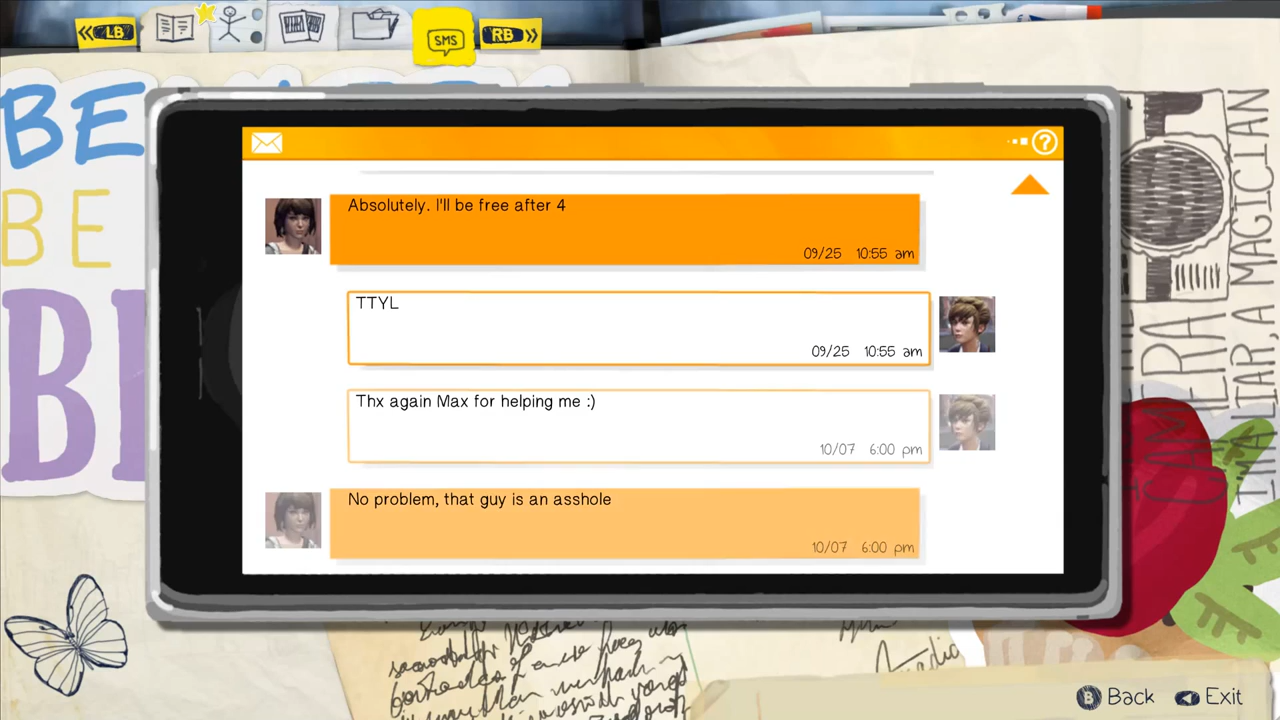 LB
SMS
RB
BE
BE
Absolutely. I'll be free after 4
09/25 10:55 am
TTYL
09/25 10:55 am
Thx again Max for helping me :)
10/07 6:00 pm
No problem, that guy is an asshole
10/07 6:00 pm
CAMERA
LIAR, A MAGICIAN
B Back
Exit